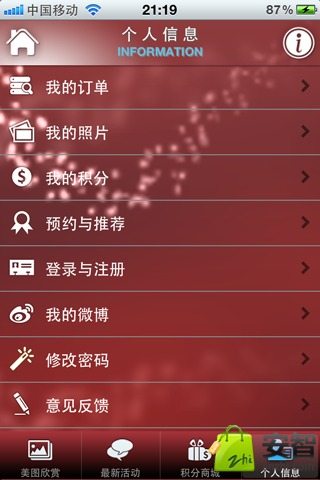 中国移动 21:19 87%
个人信息
INFORMATION
我的订单
我的照片
我的积分
预约与推荐
登录与注册
我的微博
修改密码
意见反馈
美图欣赏 最新活动 积分商城 个人信息
zhi 安智